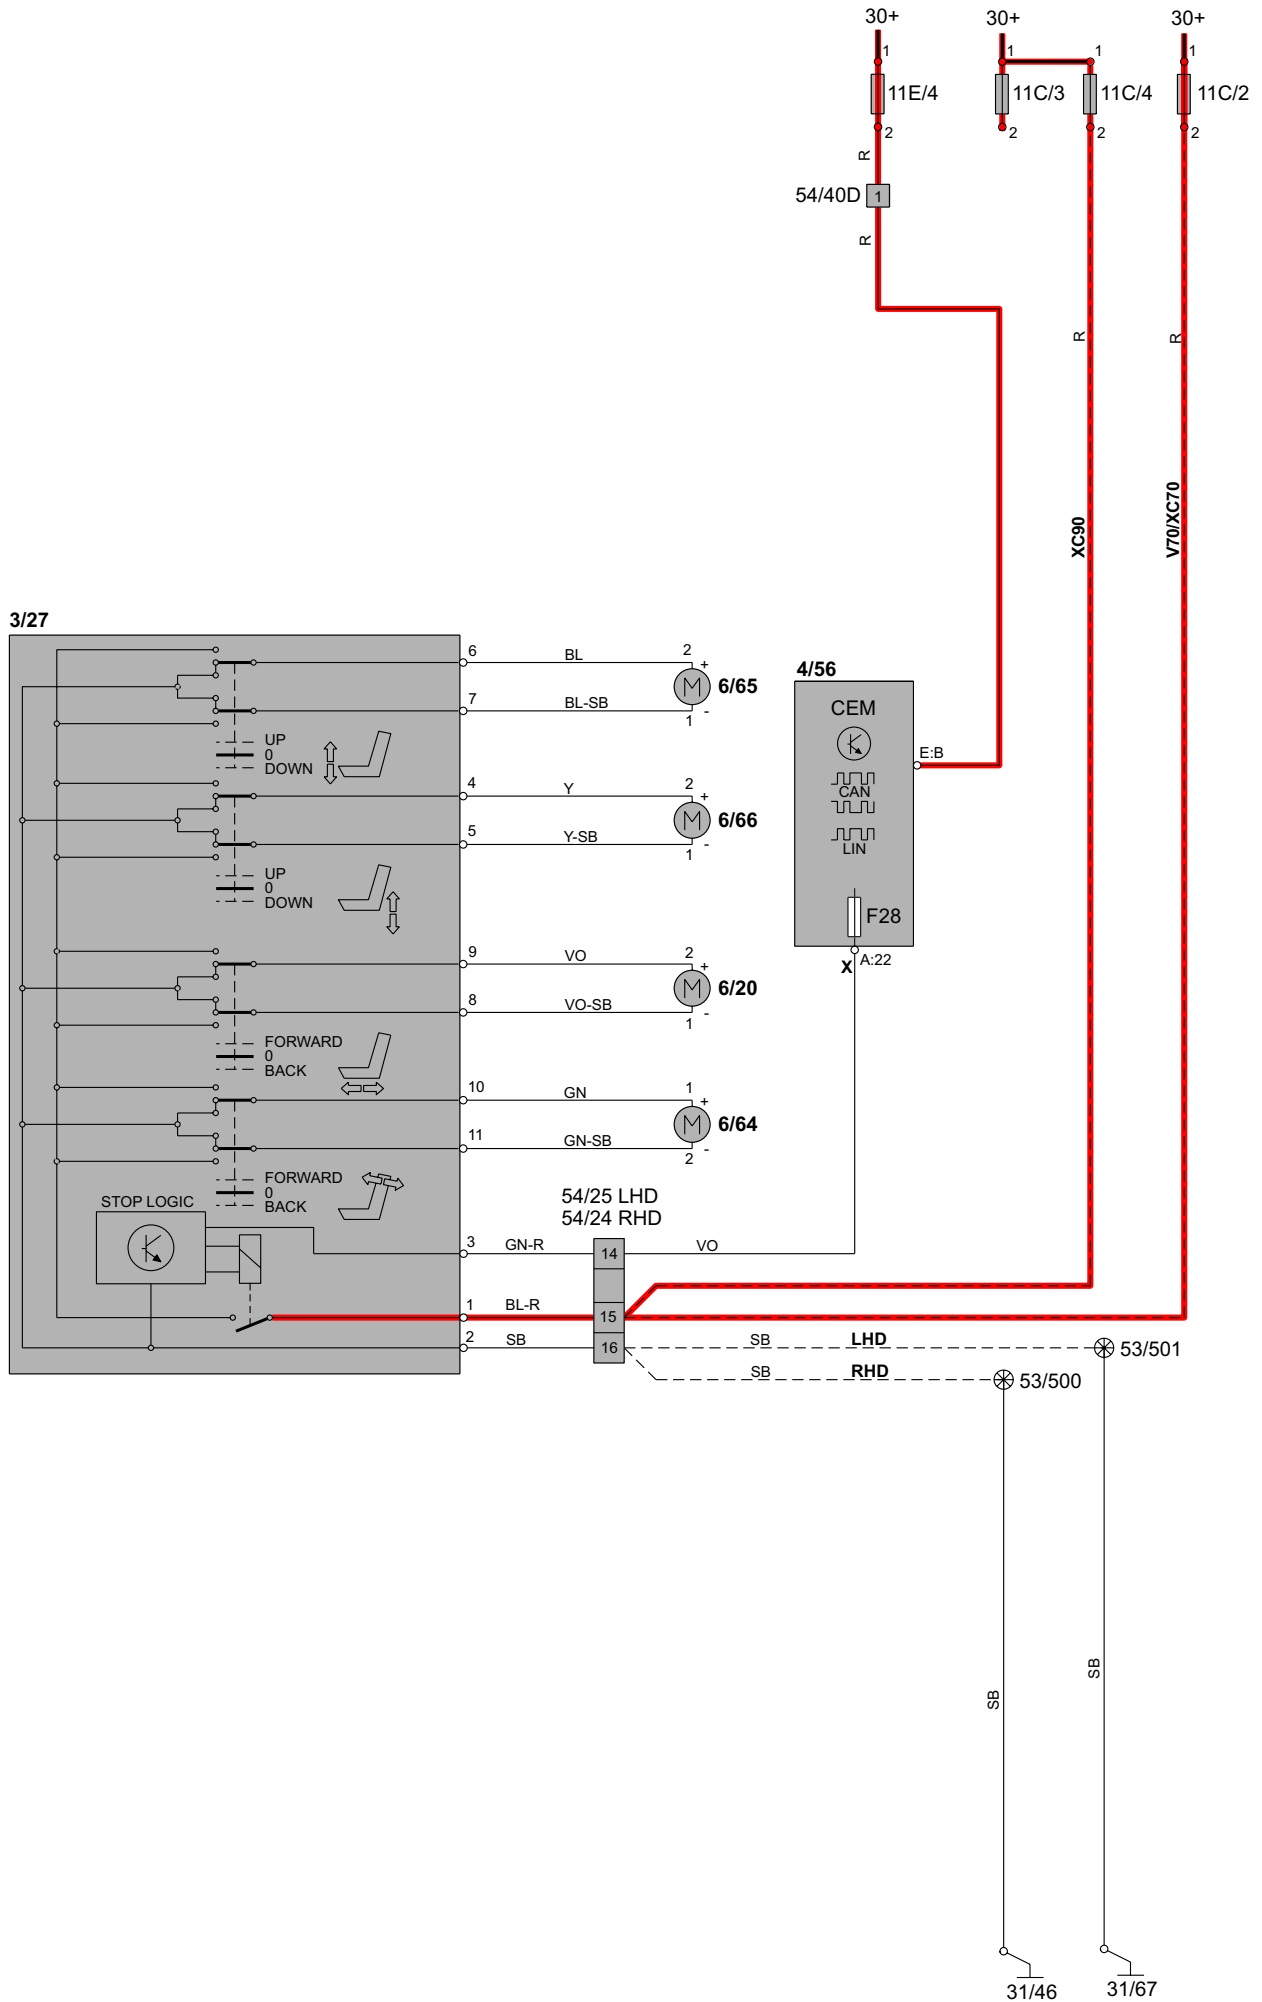 30+
30+
30+
1
1
1
1
11E/4
11C/3
11C/4
11C/2
2
2
2
2
R
54/40D
1
R
R
R
XC90
V70/XC70
3/27
6
BL
2
+
M
6/65
7
BL-SB
1
-
UP
0
DOWN
4/56
CEM
E:B
CAN
LIN
F28
A:22
X
4
Y
2
+
M
6/66
5
Y-SB
1
-
UP
0
DOWN
9
VO
2
+
M
6/20
8
VO-SB
1
-
FORWARD
0
BACK
10
GN
1
+
M
6/64
11
GN-SB
2
-
FORWARD
0
BACK
STOP LOGIC
54/25 LHD
54/24 RHD
3
GN-R
14
VO
1
BL-R
15
2
SB
16
SB
LHD
53/501
SB
RHD
53/500
SB
SB
31/46
31/67